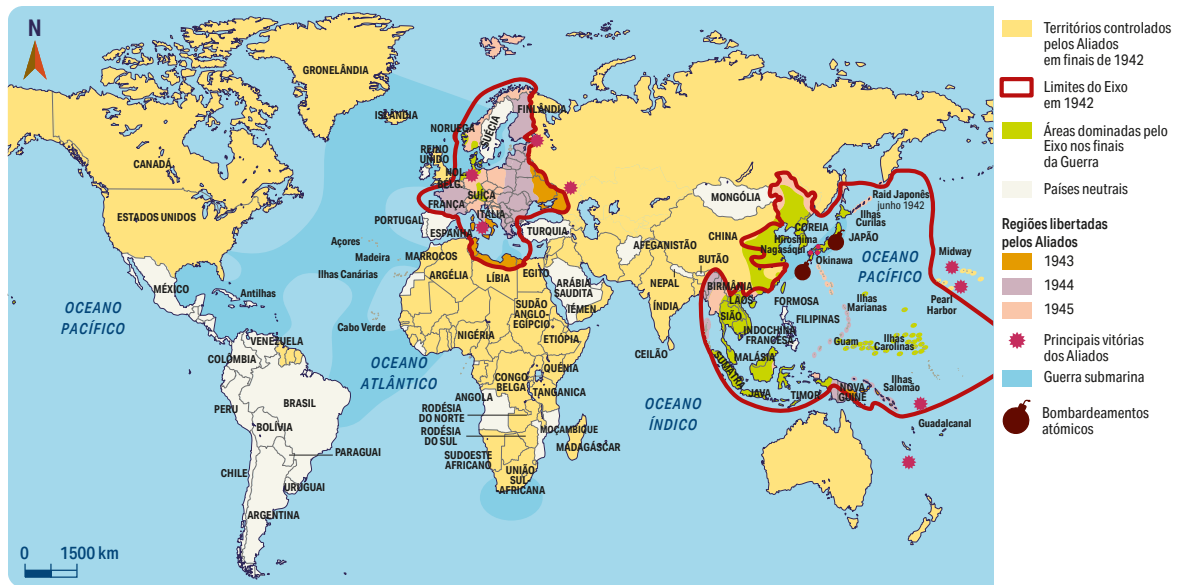 N
GRONELÂNDIA
ISLÂNDIA
FINLÂNDIA
NORUEGA
SUÉCIA
REINO
UNIDO
HOL.
BELG.
SUÍÇA
FRANÇA
ITÁLIA
PORTUGAL
ESPANHA
TURQUIA
CANADÁ
ESTADOS UNIDOS
MÉXICO
Antilhas
OCEANO
PACÍFICO
Açores
Madeira
Ilhas Canárias
Cabo Verde
MARROCOS
ARGÉLIA
LÍBIA
EGITO
ARÁBIA
SAUDITA
IÉMEN
SUDÃO
ANGLO-
EGÍPCIO
NIGÉRIA
ETIÓPIA
QUÉNIA
CONGO
BELGA
TANGANICA
ANGOLA
RODÉSIA
DO NORTE
RODÉSIA
DO SUL
MOÇAMBIQUE
MADAGÁSCAR
SUDOESTE
AFRICANO
UNIÃO
SUL-
AFRICANA
VENEZUELA
COLÔMBIA
PERU
BRASIL
BOLÍVIA
PARAGUAI
CHILE
URUGUAI
ARGENTINA
OCEANO
ATLÂNTICO
MONGÓLIA
CHINA
AFEGANISTÃO
BUTÃO
NEPAL
ÍNDIA
CEILÃO
BIRMÂNIA
LAOS
SIÃO
INDOCHINA
FRANCESA
MALÁSIA
SUMATRA
JAVA
TIMOR
NOVA
GUINÉ
FORMOSA
FILIPINAS
COREIA
JAPÃO
Hiroshima
Nagasáqui
Okinawa
Raid Japonês
junho 1942
Ilhas
Curilas
OCEANO
PACÍFICO
Midway
Pearl
Harbor
Ilhas
Marianas
Guam
Ilhas
Carolinas
Ilhas
Salomão
Guadalcanal
OCEANO
ÍNDICO
0 1500 km
Territórios controlados
pelos Aliados
em finais de 1942
Limites do Eixo
em 1942
Áreas dominadas pelo
Eixo nos finais
da Guerra
Países neutrais
Regiões libertadas
pelos Aliados
1943
1944
1945
Principais vitórias
dos Aliados
Guerra submarina
Bombardeamentos
atómicos